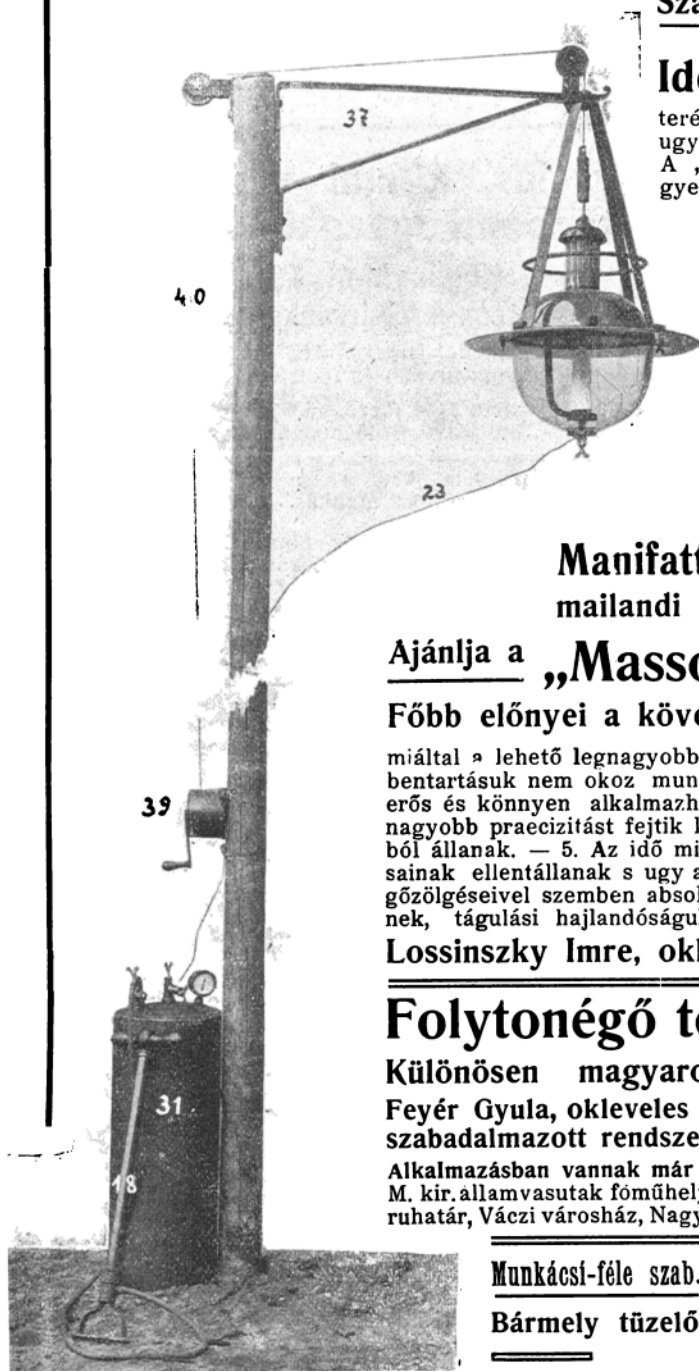 Sza
Ide
teré
ugy
A „
gye
37
40
23
Manifatt
mailandi
Ajánlja a „Masso
Főbb előnyei a köve
miáltal a lehető legnagyobb
bentartásuk nem okoz mun
erős és könnyen alkalmazh
39
nagyobb praecizitást fejtik k
ból állanak. — 5. Az idő mi
sainak ellentállanak s ugy a
gőzölgéseivel szemben absol
nek, tágulási hajlandóságul
Lossinszky Imre, okl
Folytonégő t
Különösen magyaro
31
Feyér Gyula, okleveles
szabadalmazott rendsze
Alkalmazásban vannak már
18
M. kir. államvasutak főműhely
ruhatár, Váczi városház, Nagy
Munkácsi-féle szab.
Bármely tüzelő